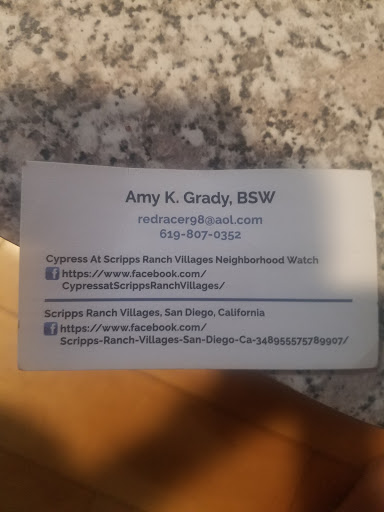 Amy K. Grady, BSW
redracer98@aol.com
619-807-0352
Cypress At Scripps Ranch Villages Neighborhood Watch
f https://www.facebook.com/
CypressatScrippsRanchVillages/
Scripps Ranch Villages, San Diego, California
f https://www.facebook.com/
Scripps-Ranch-Villages-San-Diego-Ca-348955575789907/